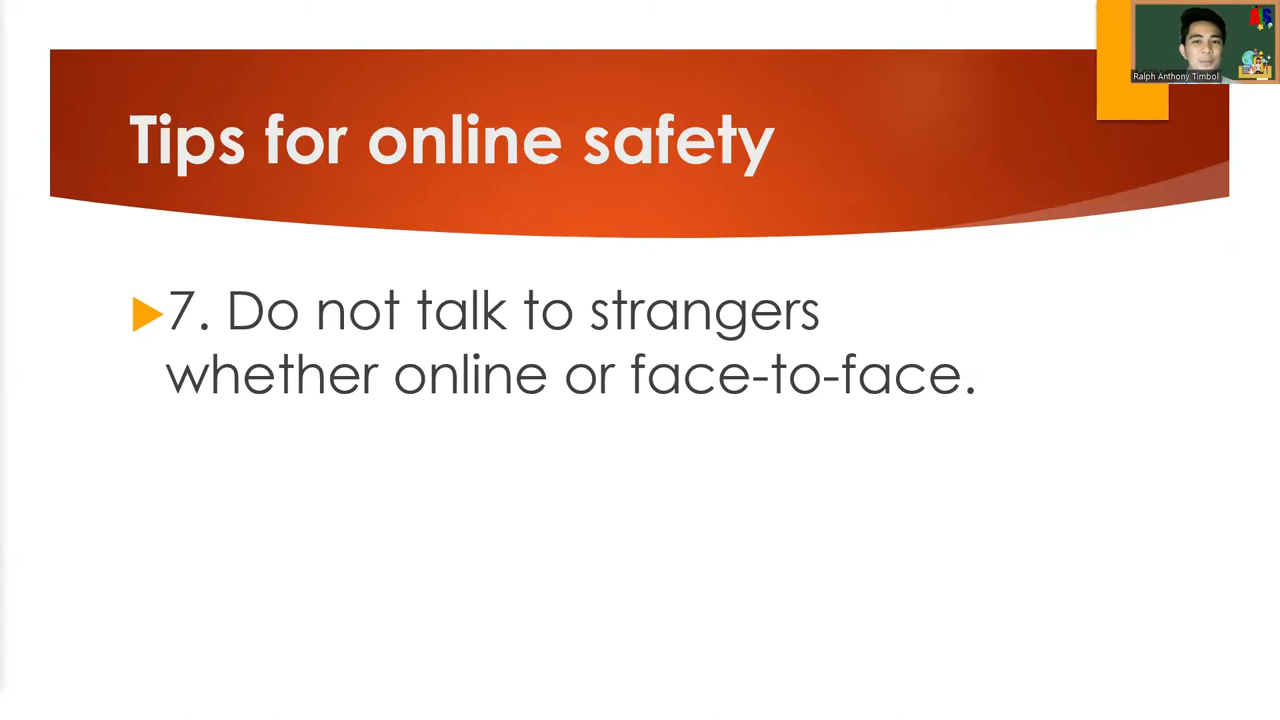 Tips for online safety
7. Do not talk to strangers
whether online or face-to-face.
Ralph Anthony Timbol